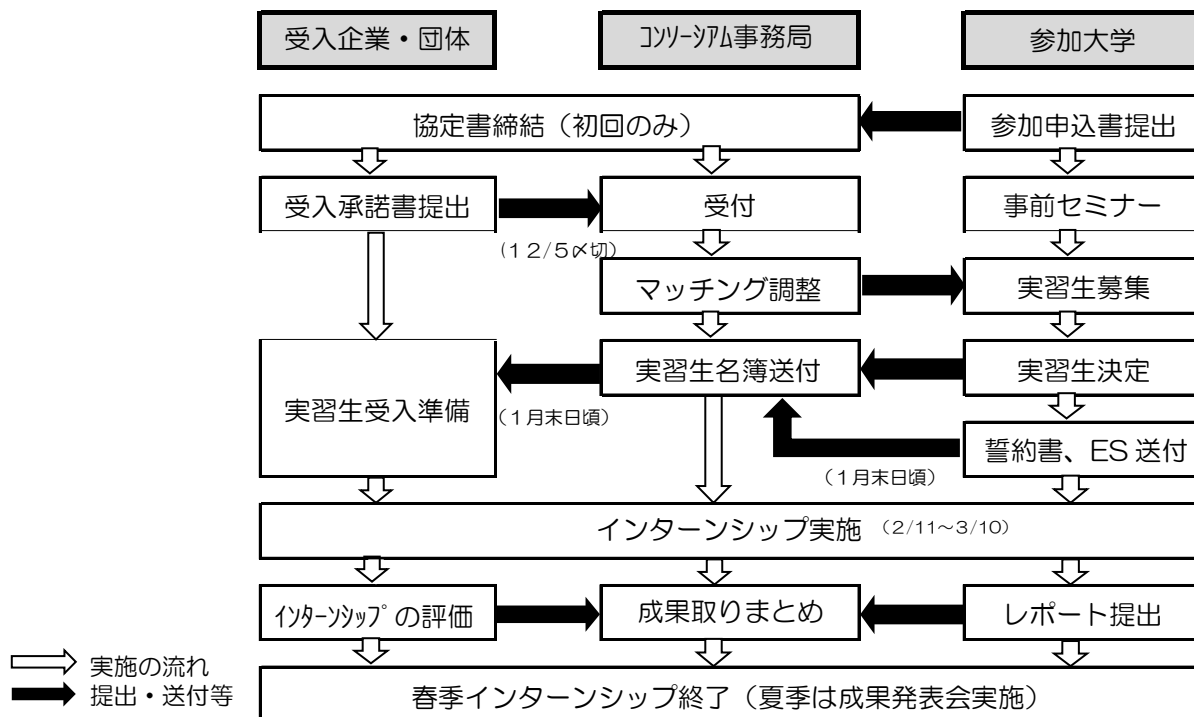 受入企業・団体
ｺﾝｿｰｼｱﾑ事務局
参加大学
協定書締結（初回のみ）
参加申込書提出
受入承諾書提出
受付
事前セミナー
（１２/５〆切）
マッチング調整
実習生募集
実習生受入準備
実習生名簿送付
実習生決定
（１月末日頃）
誓約書、ES 送付
（１月末日頃）
インターンシップ実施 （2/11～3/10）
ｲﾝﾀｰﾝｼｯﾌﾟの評価
成果取りまとめ
レポート提出
実施の流れ
提出・送付等
春季インターンシップ終了（夏季は成果発表会実施）